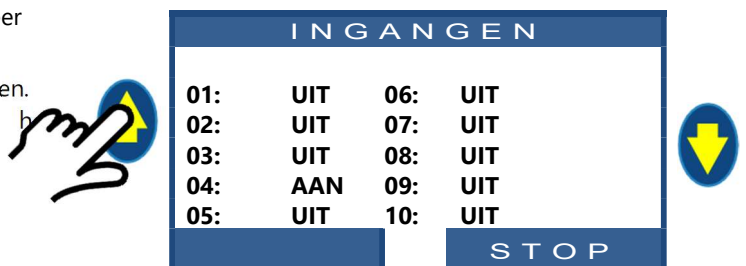 er
en.
h
INGANGEN
01: UIT 06: UIT
02: UIT 07: UIT
03: UIT 08: UIT
04: AAN 09: UIT
05: UIT 10: UIT
STOP